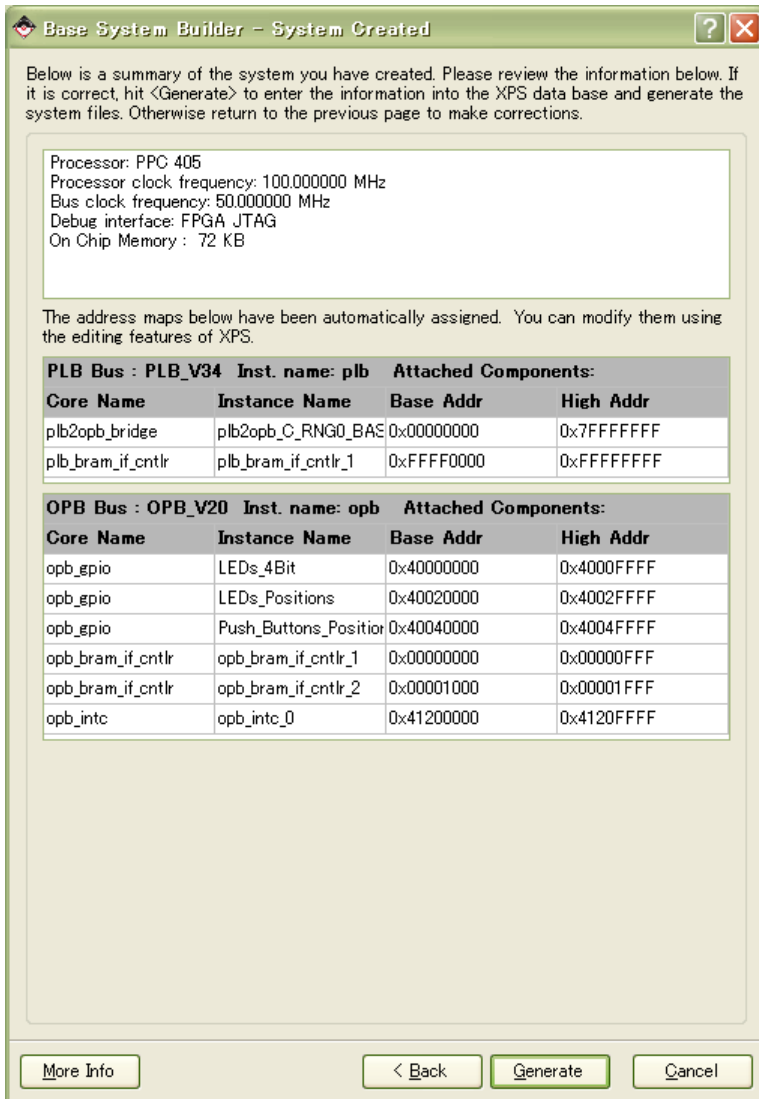 Base System Builder - System Created
Below is a summary of the system you have created. Please review the information below. If
it is correct, hit <Generate> to enter the information into the XPS data base and generate the
system files. Otherwise return to the previous page to make corrections.
Processor: PPC 405
Processor clock frequency: 100.000000 MHz
Bus clock frequency: 50.000000 MHz
Debug interface: FPGA JTAG
On Chip Memory : 72 KB
The address maps below have been automatically assigned. You can modify them using
the editing features of XPS.
PLB Bus : PLB_V34 Inst. name: plb Attached Components:
Core Name Instance Name Base Addr High Addr
plb2opb_bridge plb2opb_C_RNG0_BAS 0x00000000 0x7FFFFFFF
plb_bram_if_cntlr plb_bram_if_cntlr_1 0xFFFF0000 0xFFFFFFFF
OPB Bus : OPB_V20 Inst. name: opb Attached Components:
Core Name Instance Name Base Addr High Addr
opb_gpio LEDs_4Bit 0x40000000 0x4000FFFF
opb_gpio LEDs_Positions 0x40020000 0x4002FFFF
opb_gpio Push_Buttons_Position 0x40040000 0x4004FFFF
opb_bram_if_cntlr opb_bram_if_cntlr_1 0x00000000 0x00000FFF
opb_bram_if_cntlr opb_bram_if_cntlr_2 0x00001000 0x00001FFF
opb_intc opb_intc_0 0x41200000 0x4120FFFF
More Info < Back Generate Cancel